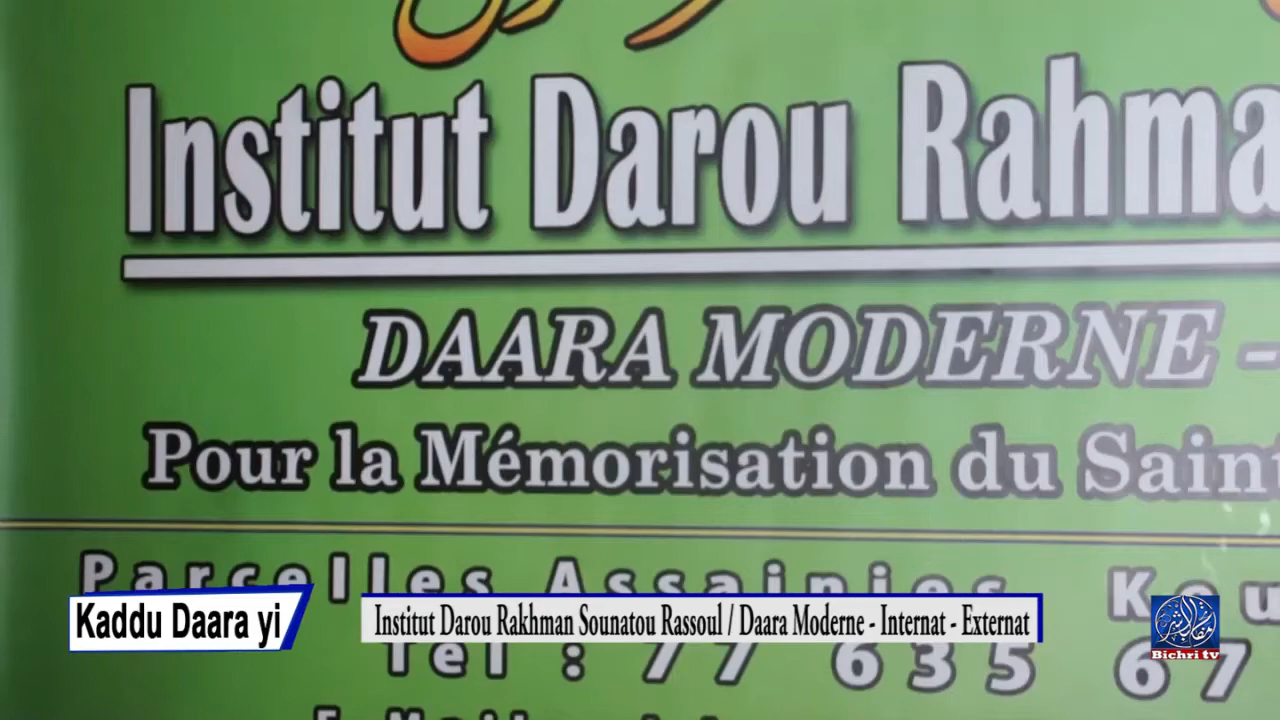 Institut Darou Rahma
DAARA MODERNE -
Pour la Mémorisation du Saint
Parcelles Assainies Keu
Tel : 77 635 67
Kaddu Daara yi
Institut Darou Rakhman Sounatou Rassoul / Daara Moderne - Internat - Externat
Bichri tv